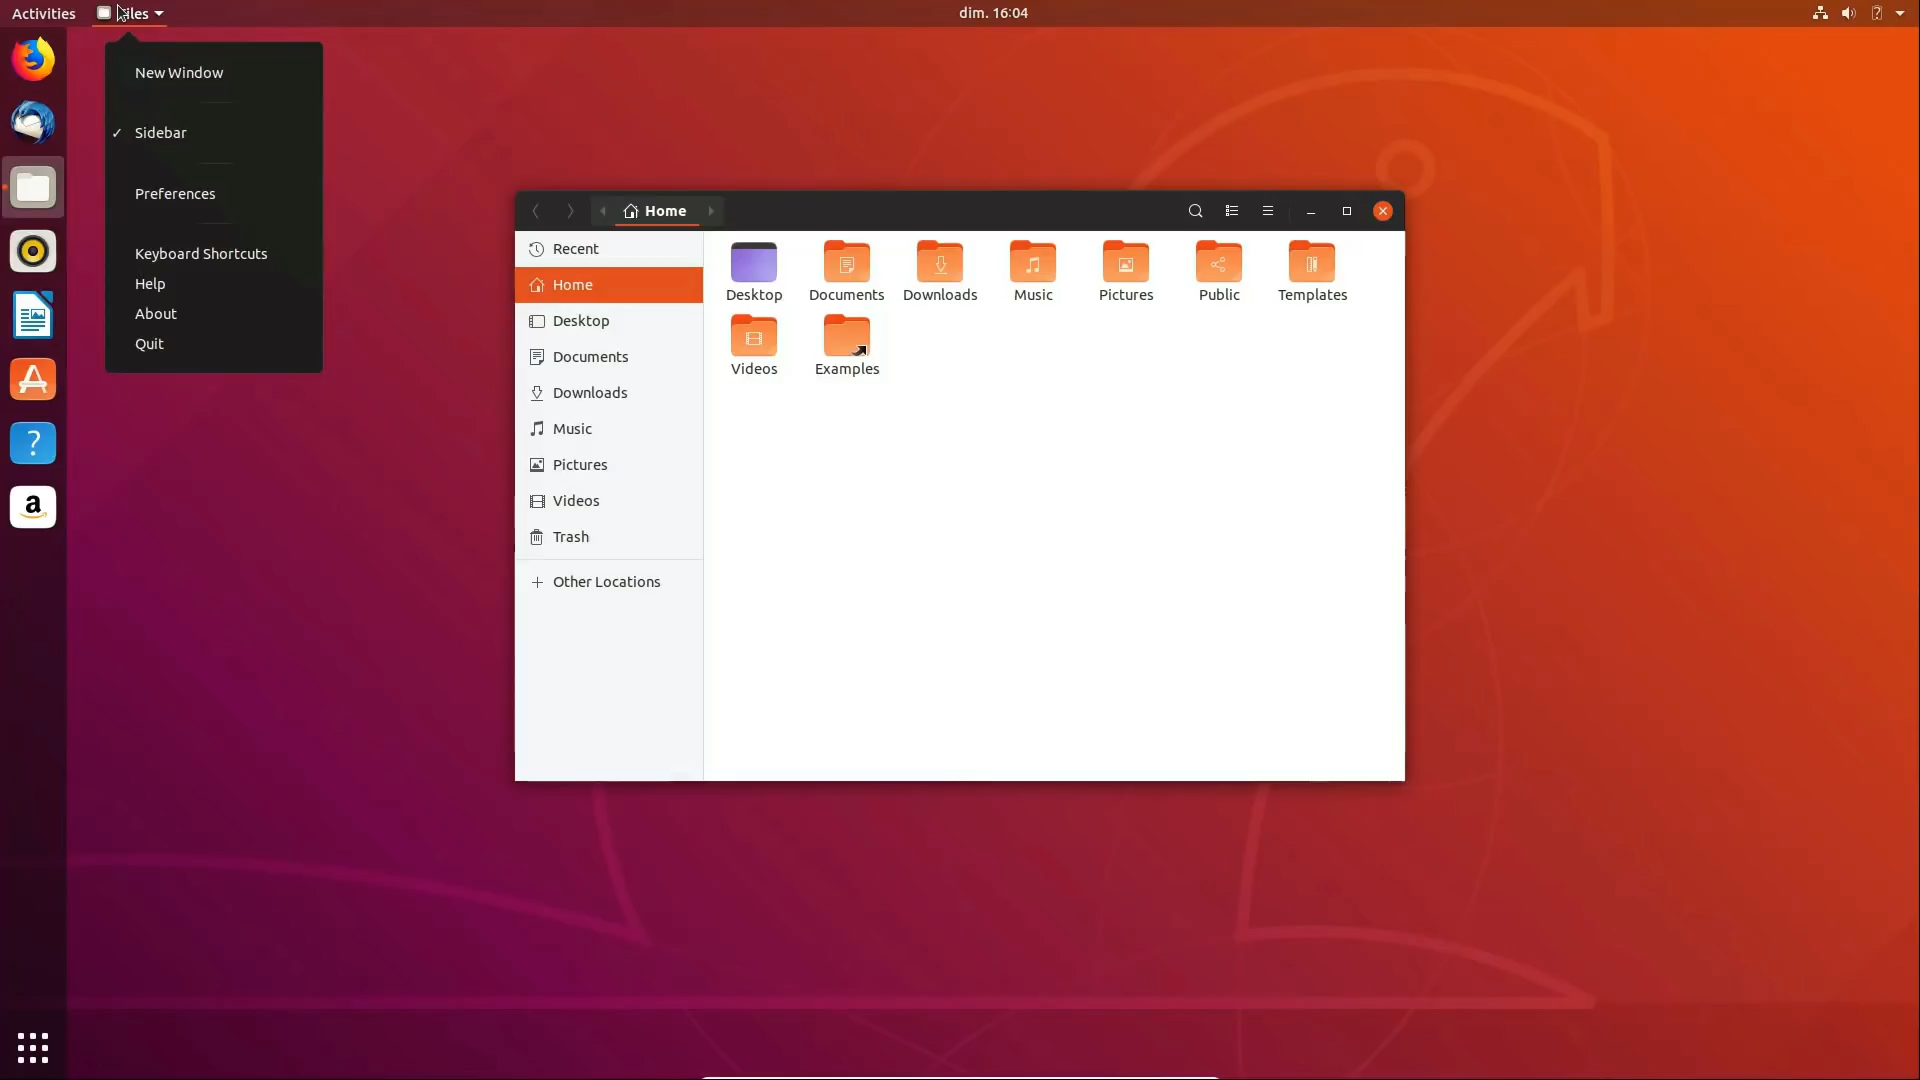 Activities
Files
dim. 16:04
New Window
✓ Sidebar
Preferences
Keyboard Shortcuts
Help
About
Quit
Home
Recent
Home
Desktop
Documents
Downloads
Music
Pictures
Videos
Trash
Other Locations
Desktop Documents Downloads Music Pictures Public Templates
Videos Examples